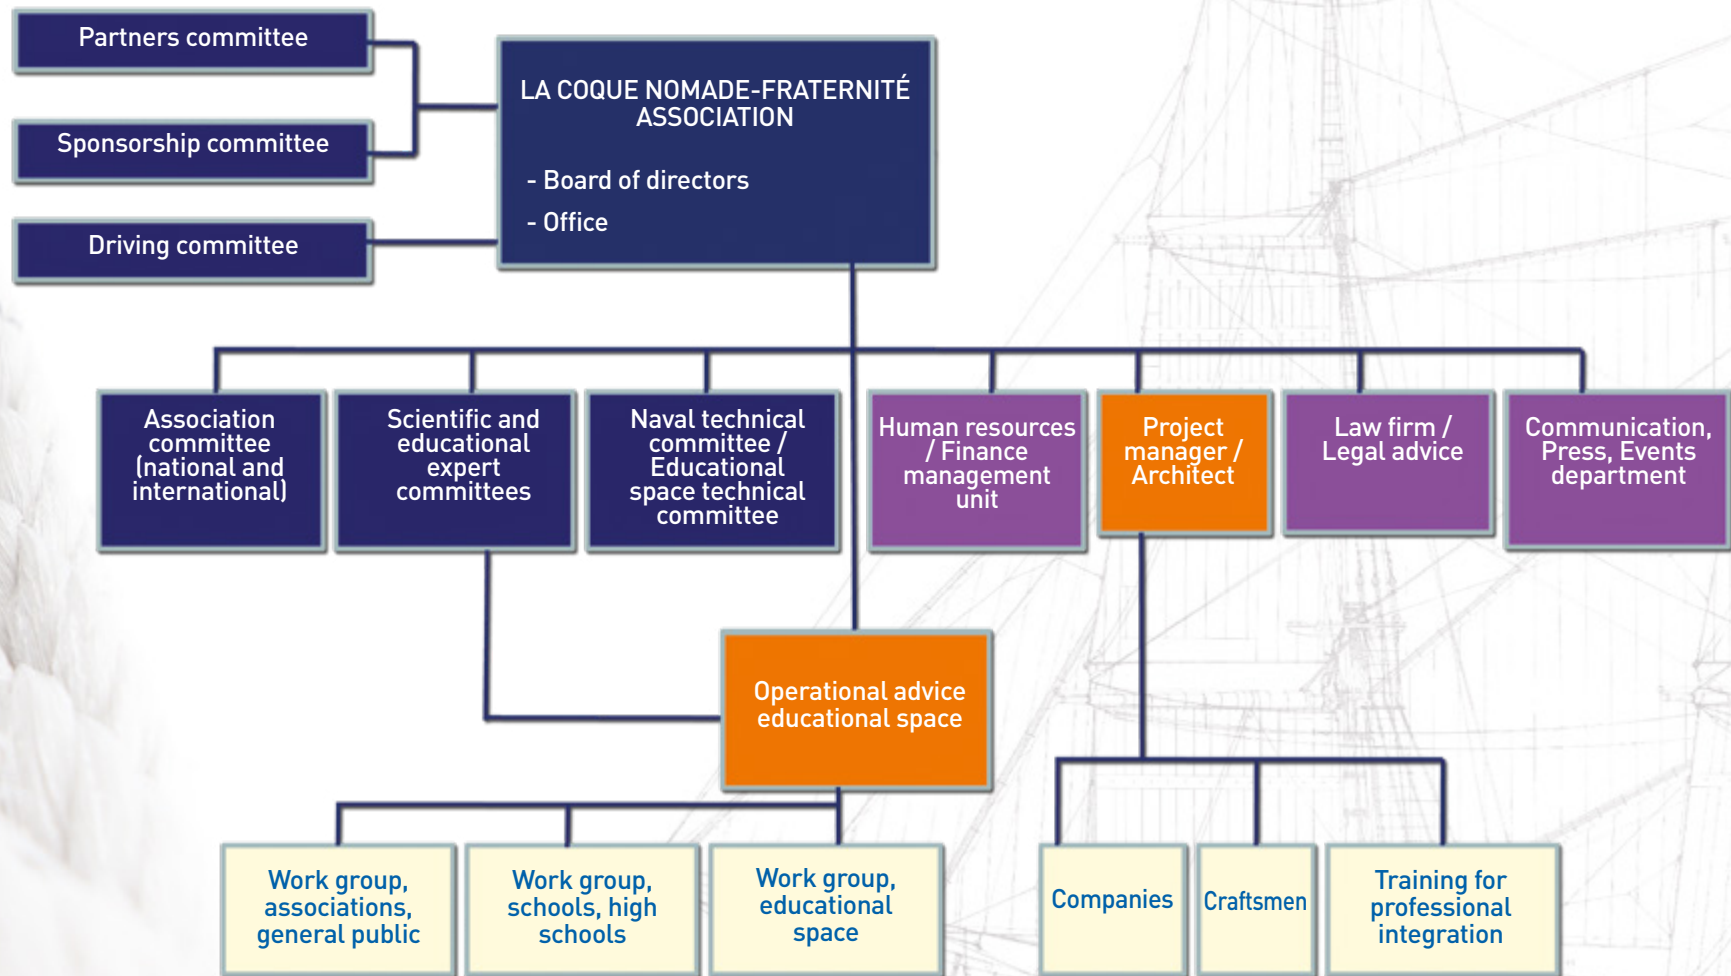 Partners committee
Sponsorship committee
Driving committee
LA COQUE NOMADE-FRATERNITÉ
ASSOCIATION
- Board of directors
- Office
Association
committee
(national and
international)
Scientific and
educational
expert
committees
Naval technical
committee /
Educational
space technical
committee
Human resources
/ Finance
management
unit
Project
manager /
Architect
Law firm /
Legal advice
Communication,
Press, Events
department
Operational advice
educational space
Work group,
associations,
general public
Work group,
schools, high
schools
Work group,
educational
space
Companies
Craftsmen
Training for
professional
integration